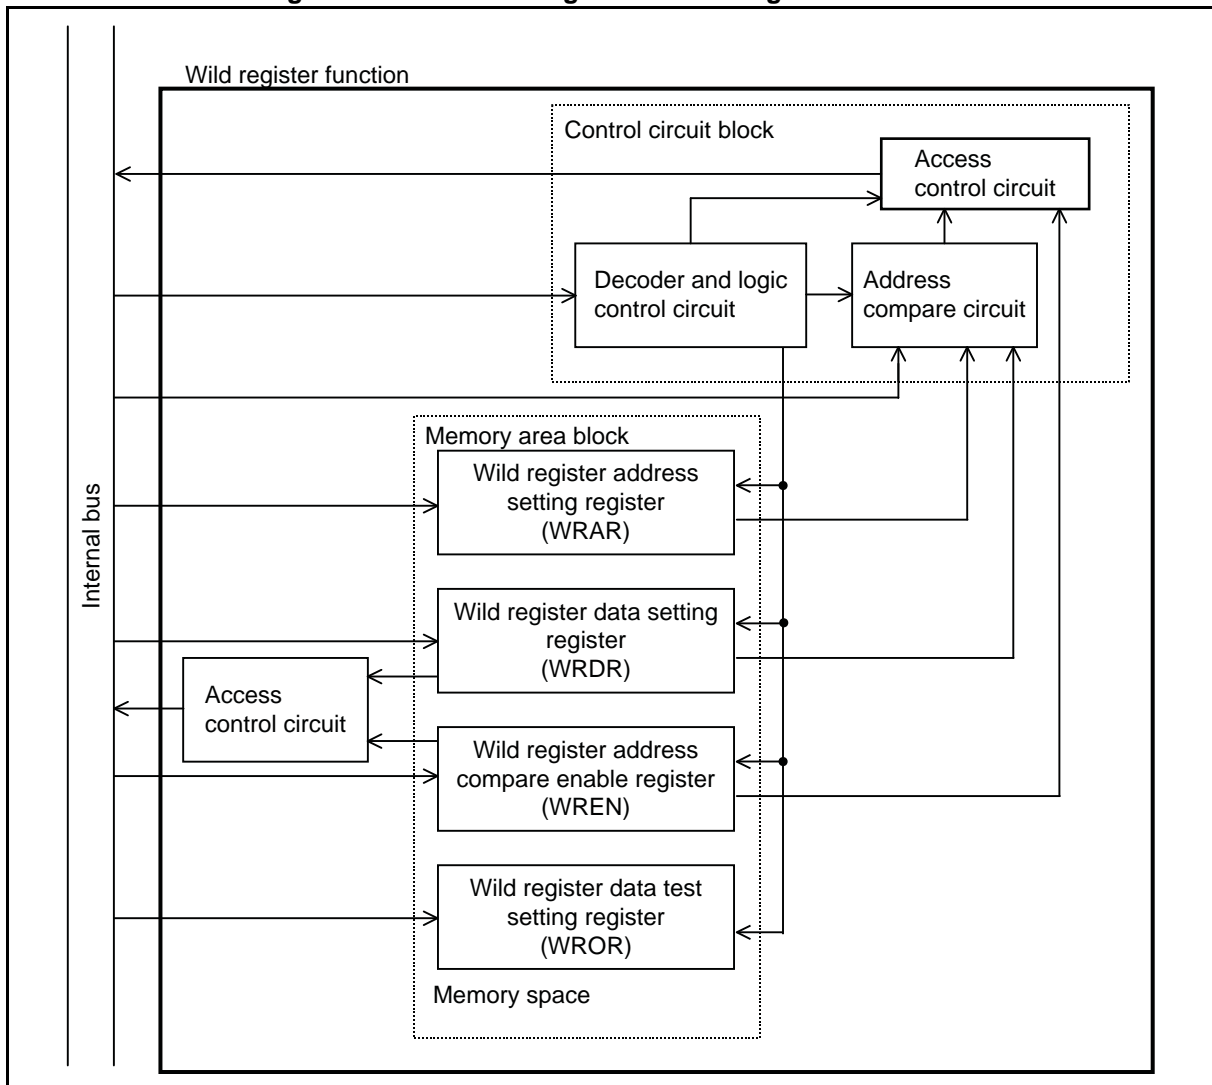 Wild register function
Control circuit block
Access
control circuit
Decoder and logic
control circuit
Address
compare circuit
Memory area block
Wild register address
setting register
(WRAR)
Internal bus
Wild register data setting
register
(WRDR)
Access
control circuit
Wild register address
compare enable register
(WREN)
Wild register data test
setting register
(WROR)
Memory space